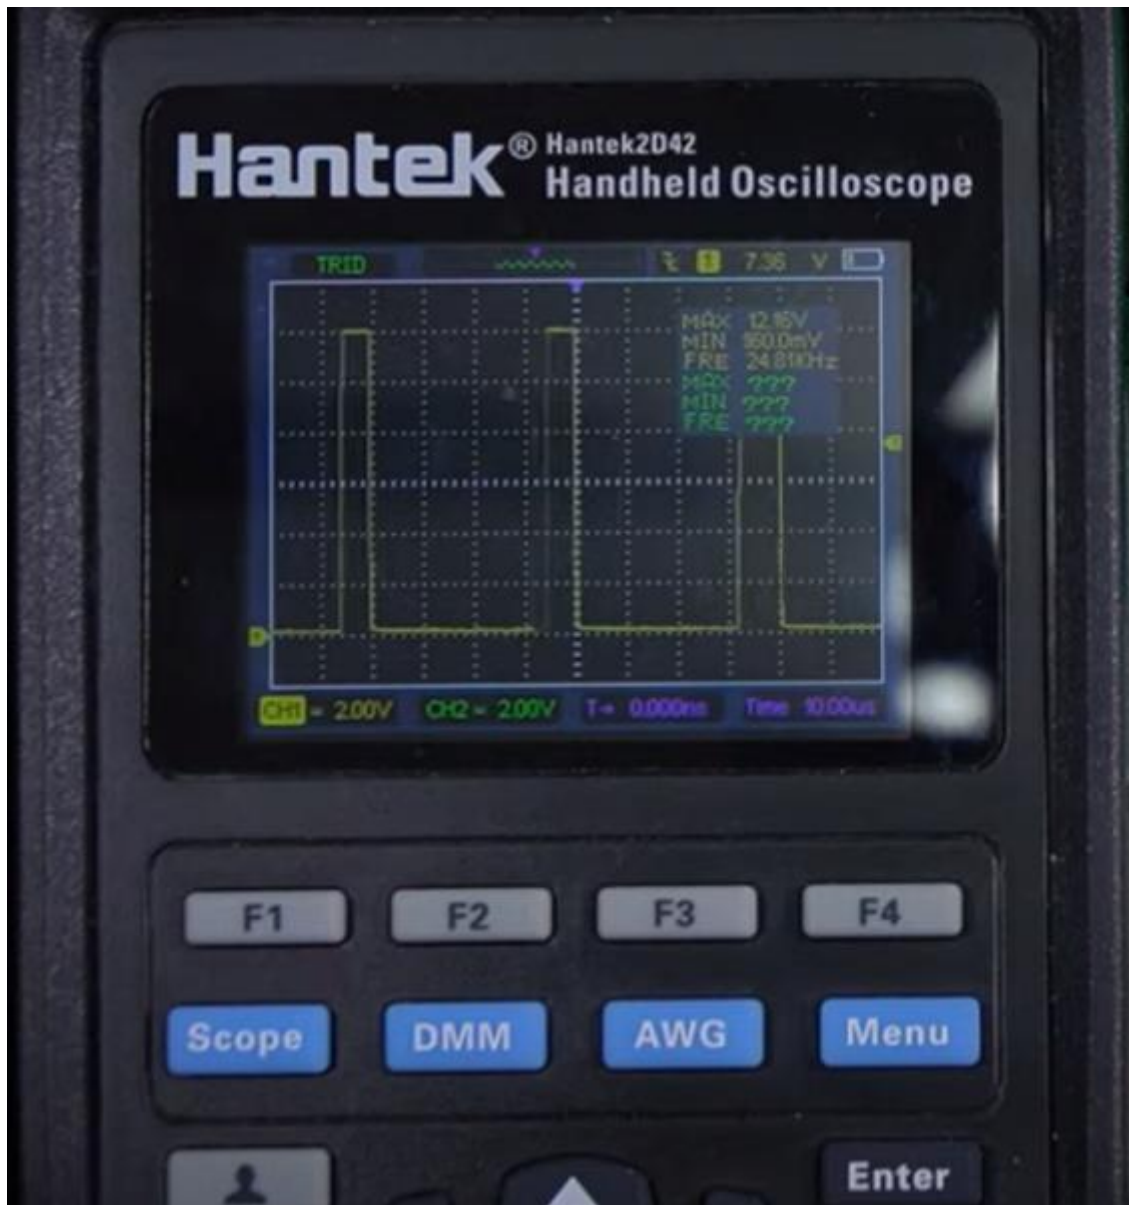 Hantek®
Hantek2D42
Handheld Oscilloscope
TRID
1 7.36 V
MAX 12.16V
MIN 160.0mV
FRE 24.81KHz
MAX ???
MIN ???
FRE ???
CH1 = 2.00V CH2 = 2.00V T→ 0.000ns Time 10.00us
F1 F2 F3 F4
Scope DMM AWG Menu
Enter